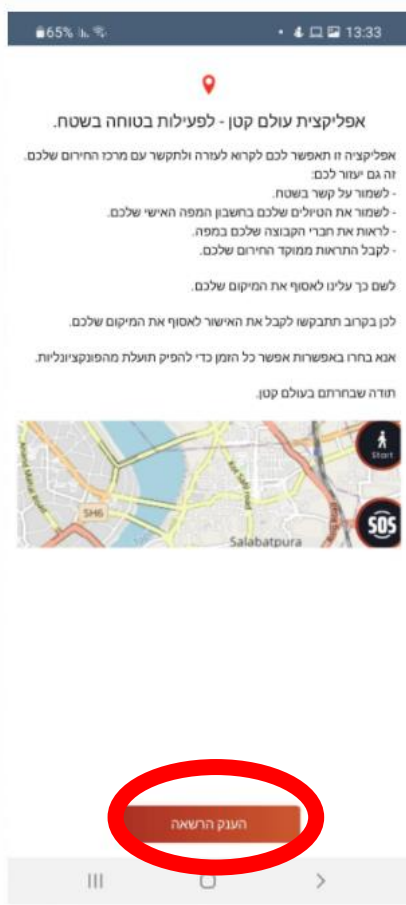 65%
13:33
אפליקצית עולם קטן - לפעילות בטוחה בשטח.
אפליקציה זו תאפשר לכם לקרוא לעזרה ולתקשר עם מרכז החירום שלכם.
זה גם יעזור לכם:
- לשמור על קשר בשטח.
- לשמור את הטיולים שלכם בחשבון המפה האישי שלכם.
- לראות את חברי הקבוצה שלכם במפה.
- לקבל התראות ממוקד החירום שלכם.
לשם כך עלינו לאסוף את המיקום שלכם.
לכן בקרוב תתבקשו לקבל את האישור לאסוף את המיקום שלכם.
אנא בחרו באפשרות אפשר כל הזמן כדי להפיק תועלת מהפונקציונליות.
תודה שבחרתם בעולם קטן.
Start
SH6
SOS
Salabatpura
הענק הרשאה